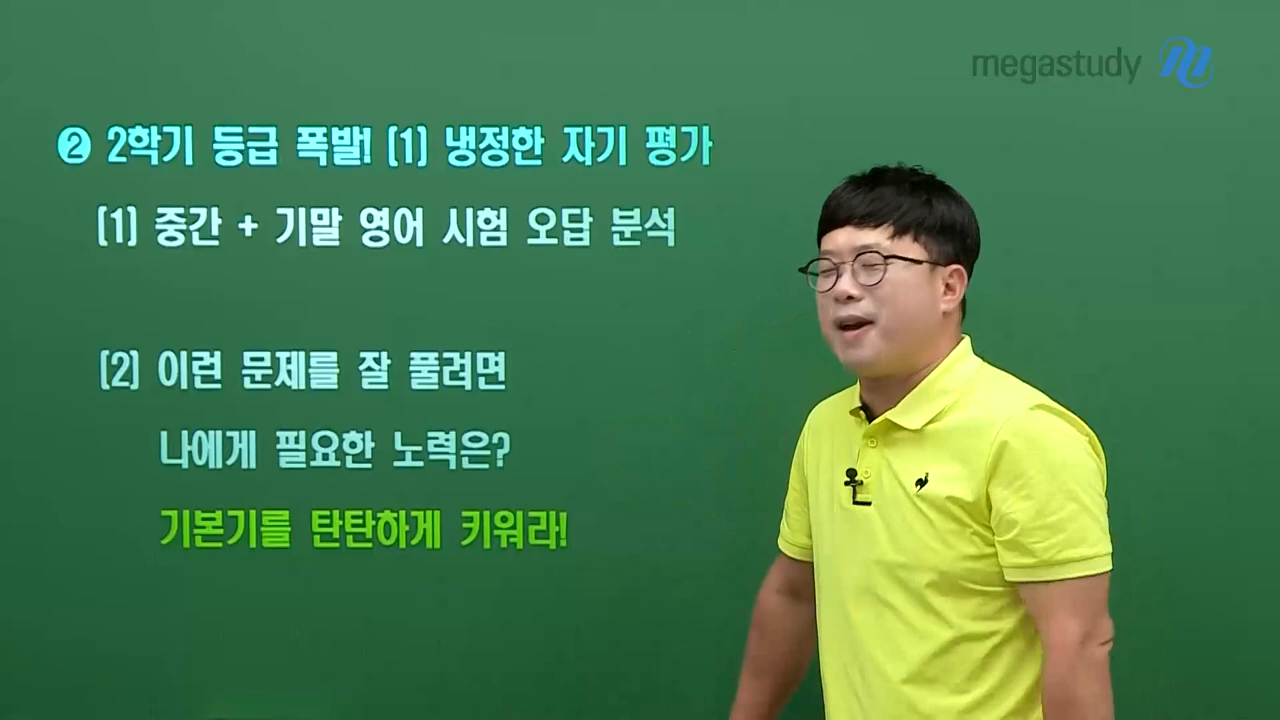 megastudy
❷ 2학기 등급 폭발! (1) 냉정한 자기 평가
(1) 중간 + 기말 영어 시험 오답 분석
(2) 이런 문제를 잘 풀려면
나에게 필요한 노력은?
기본기를 탄탄하게 키워라!